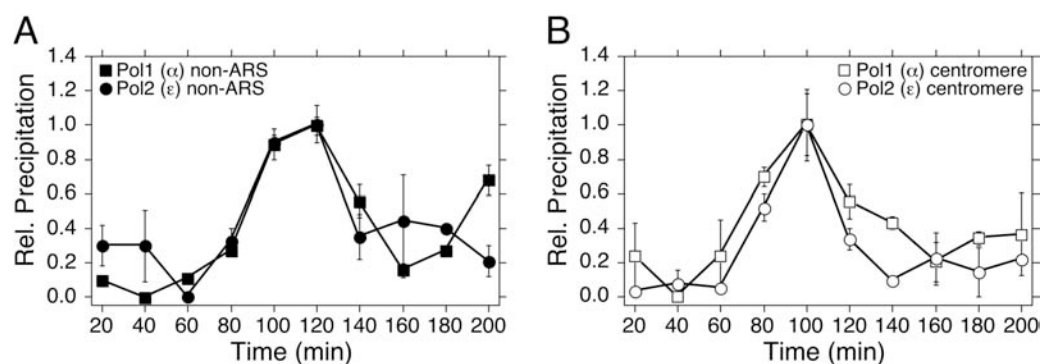 A
Rel. Precipitation
1.4
1.2
1.0
0.8
0.6
0.4
0.2
0.0
Pol1 (α) non-ARS
Pol2 (ε) non-ARS
20 40 60 80 100 120 140 160 180 200
Time (min)
B
Rel. Precipitation
1.4
1.2
1.0
0.8
0.6
0.4
0.2
0.0
Pol1 (α) centromere
Pol2 (ε) centromere
20 40 60 80 100 120 140 160 180 200
Time (min)